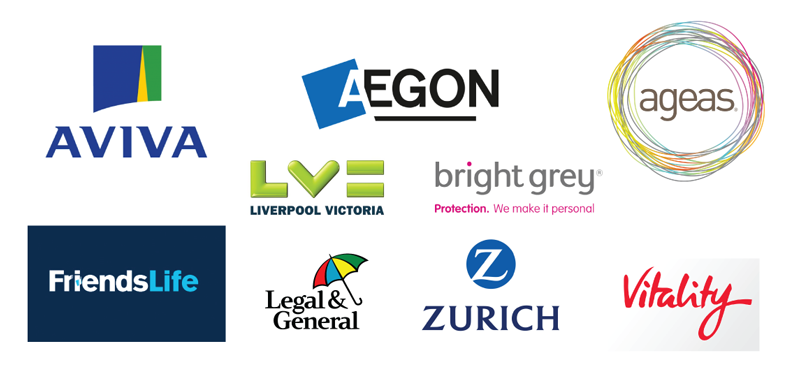 AVIVA
AEGON
ageas®
LV=
LIVERPOOL VICTORIA
bright grey®
Protection. We make it personal
FriendsLife
Legal &
General
Z
ZURICH
Vitality